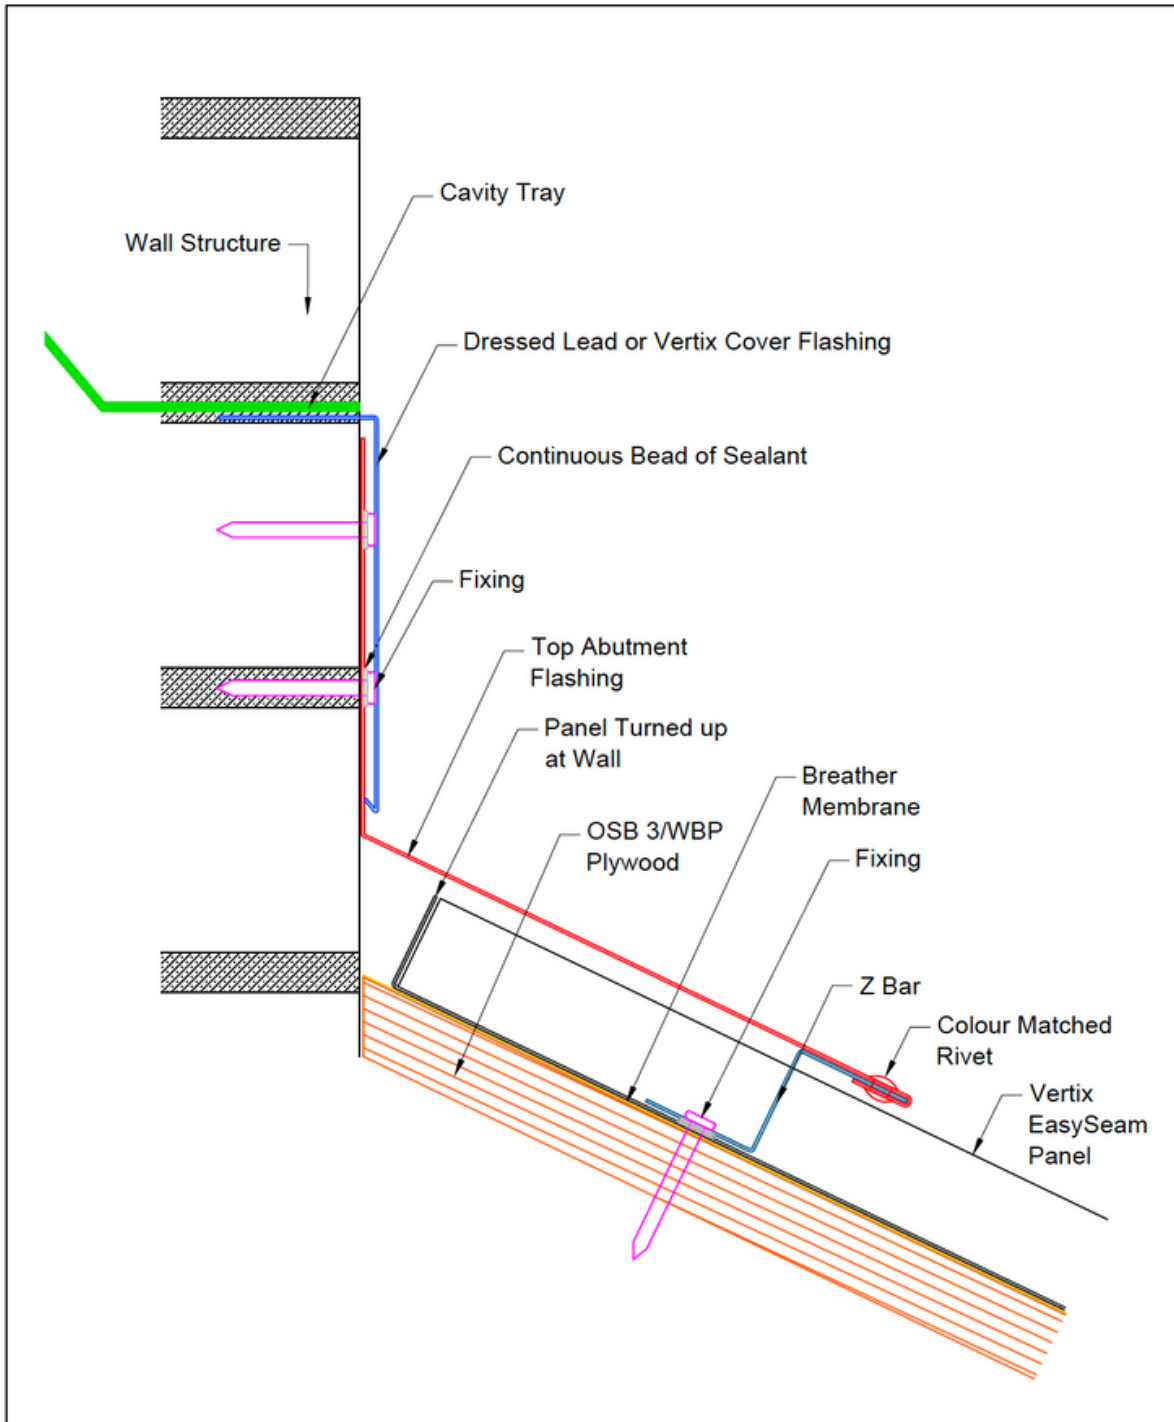 Cavity Tray
Wall Structure
Dressed Lead or Vertix Cover Flashing
Continuous Bead of Sealant
Fixing
Top Abutment
Flashing
Panel Turned up
at Wall
Breather
Membrane
OSB 3/WBP
Plywood
Fixing
Z Bar
Colour Matched
Rivet
Vertix
EasySeam
Panel